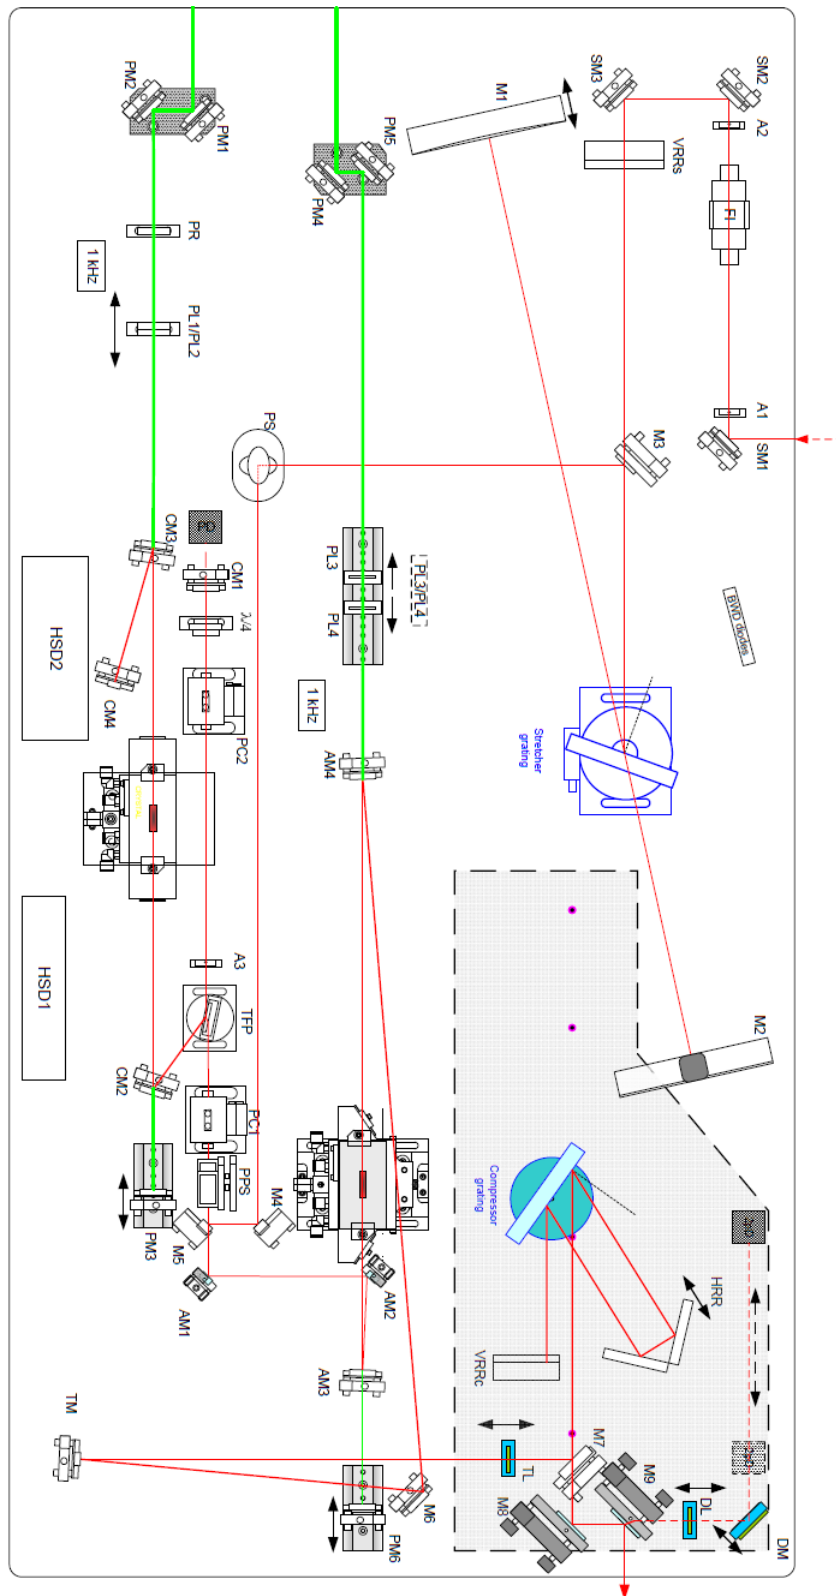 PM2
PM1
PR
1 kHz
PL1/PL2
PM5
PM4
M1
SM3
SM2
A2
VRRs
FI
A1
SM1
M3
PS
PD
CM3
CM1
λ/4
PC2
CM4
HSD2
HSD1
PL3
PL4
PL3/PL4
1 kHz
AM4
BWD diodes
Stretcher
grating
A3
TFP
CM2
PC1
PPS
M4
PM3
M5
AM1
AM2
AM3
M2
Compressor
grating
HRR
VRRc
TM
M6
PM6
TL
M7
M8
M9
DL
DM